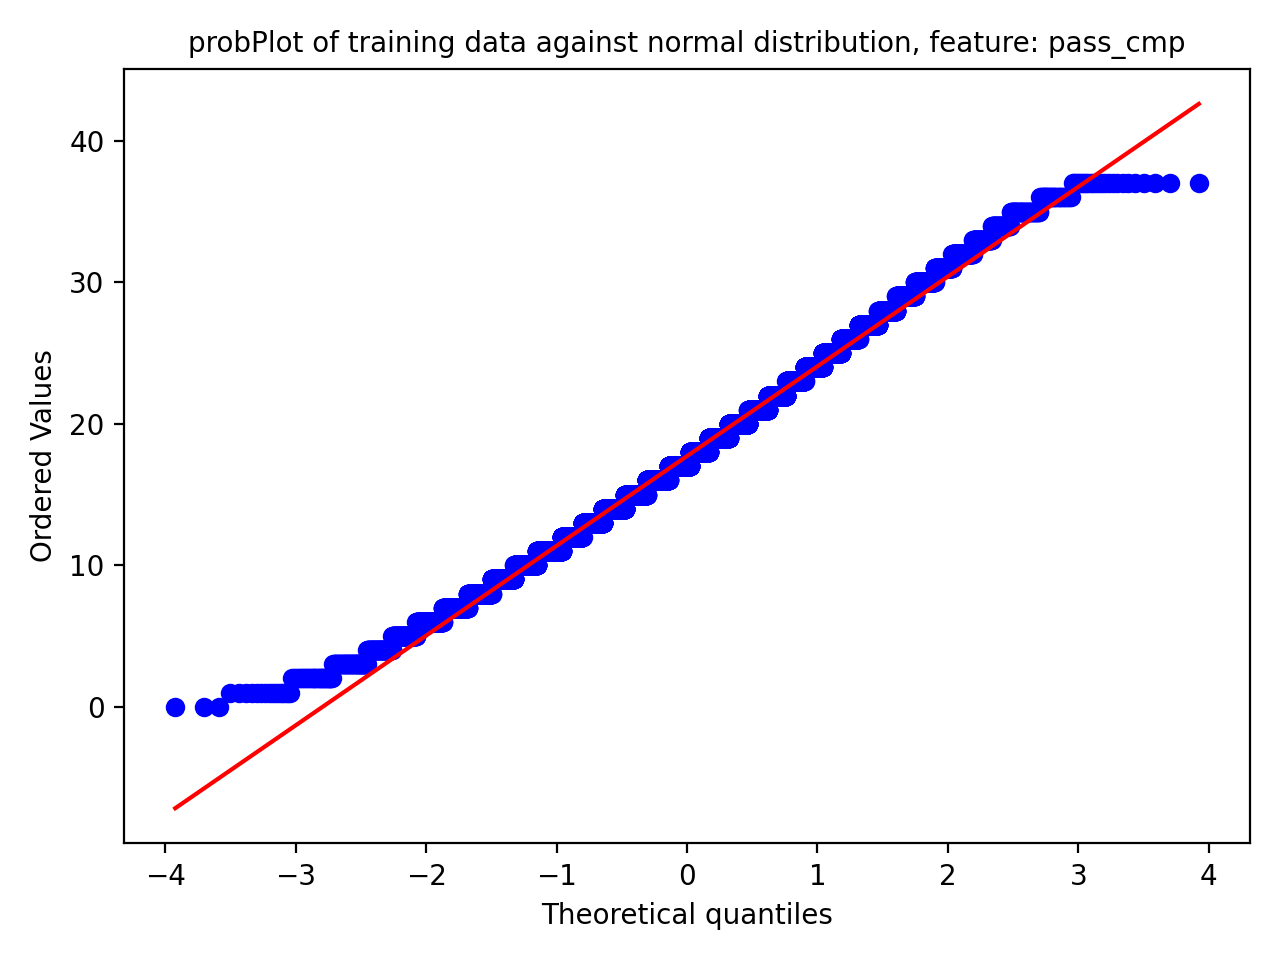 probPlot of training data against normal distribution, feature: pass_cmp
40
30
20
10
0
Ordered Values
−4 −3 −2 −1 0 1 2 3 4
Theoretical quantiles